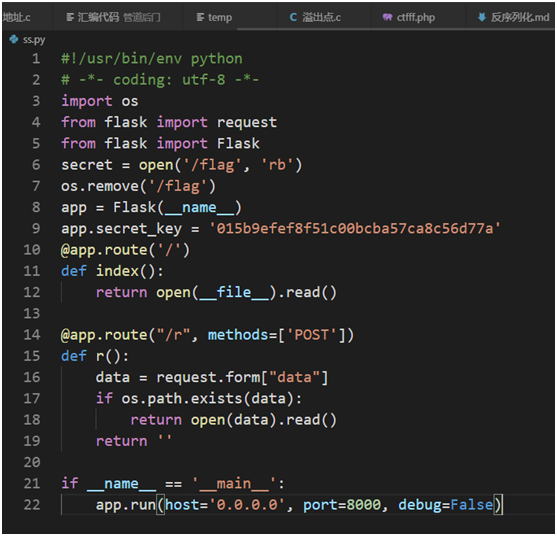 地址.c 汇编代码 管道后门 temp 溢出点.c ctfff.php 反序列化.md
ss.py
1 #!/usr/bin/env python
2 # -*- coding: utf-8 -*-
3 import os
4 from flask import request
5 from flask import Flask
6 secret = open('/flag', 'rb')
7 os.remove('/flag')
8 app = Flask(__name__)
9 app.secret_key = '015b9efef8f51c00bcba57ca8c56d77a'
10 @app.route('/')
11 def index():
12     return open(__file__).read()
13
14 @app.route("/r", methods=['POST'])
15 def r():
16     data = request.form["data"]
17     if os.path.exists(data):
18         return open(data).read()
19     return ''
20
21 if __name__ == '__main__':
22     app.run(host='0.0.0.0', port=8000, debug=False)